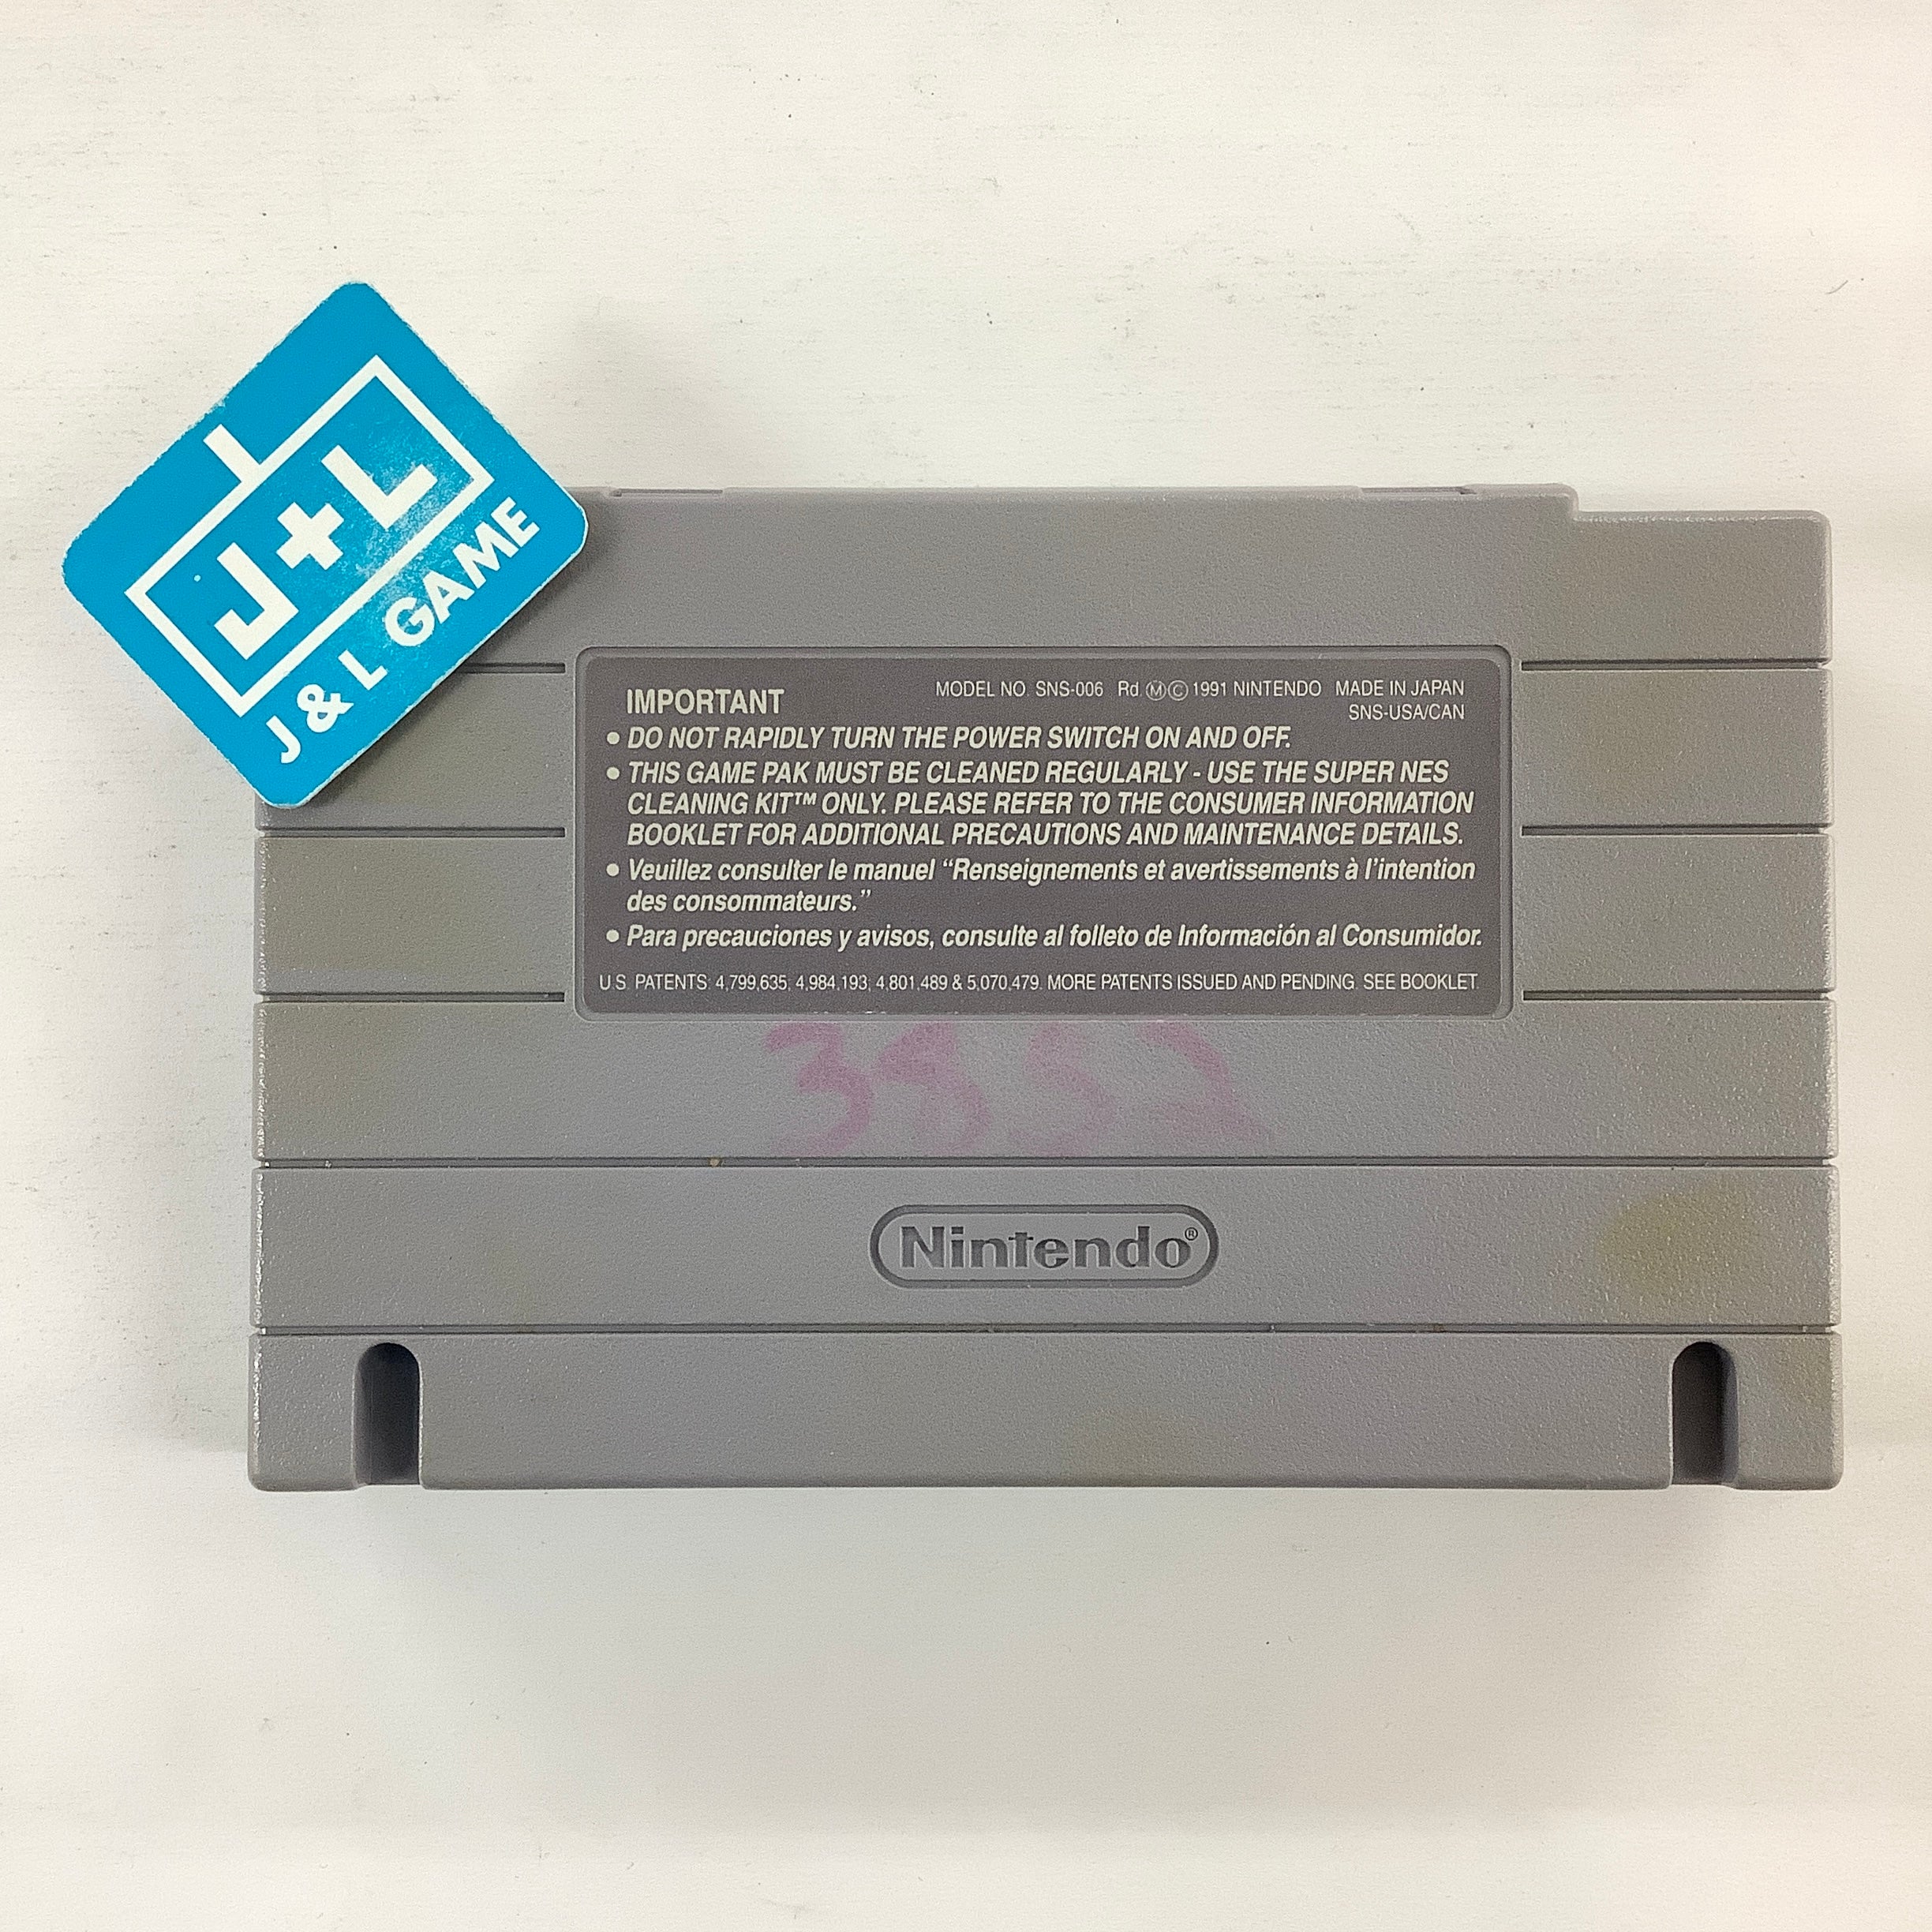 J+L
J & L GAME
IMPORTANT
MODEL NO. SNS-006 Rd ⓂⒸ 1991 NINTENDO MADE IN JAPAN
SNS-USA/CAN
● DO NOT RAPIDLY TURN THE POWER SWITCH ON AND OFF.
● THIS GAME PAK MUST BE CLEANED REGULARLY - USE THE SUPER NES
CLEANING KIT™ ONLY. PLEASE REFER TO THE CONSUMER INFORMATION
BOOKLET FOR ADDITIONAL PRECAUTIONS AND MAINTENANCE DETAILS.
● Veuillez consulter le manuel “Renseignements et avertissements à l’intention
des consommateurs.”
● Para precauciones y avisos, consulte al folleto de Información al Consumidor.
U.S. PATENTS: 4,799,635; 4,984,193; 4,801,489 & 5,070,479. MORE PATENTS ISSUED AND PENDING. SEE BOOKLET.
Nintendo®